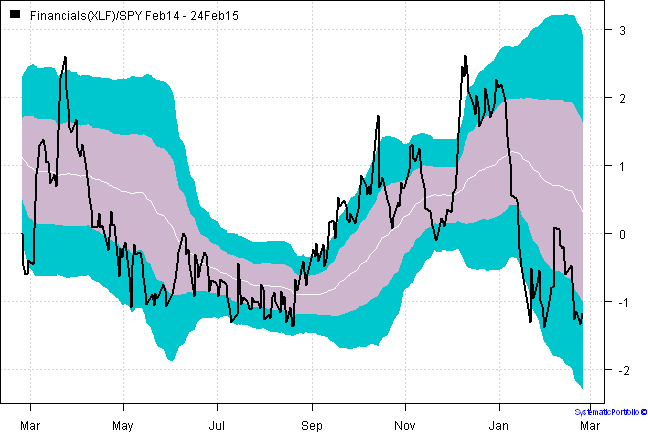 Financials(XLF)/SPY Feb14 - 24Feb15
3
2
1
0
-1
-2
Mar May Jul Sep Nov Jan Mar
SystematicPortfolio ©